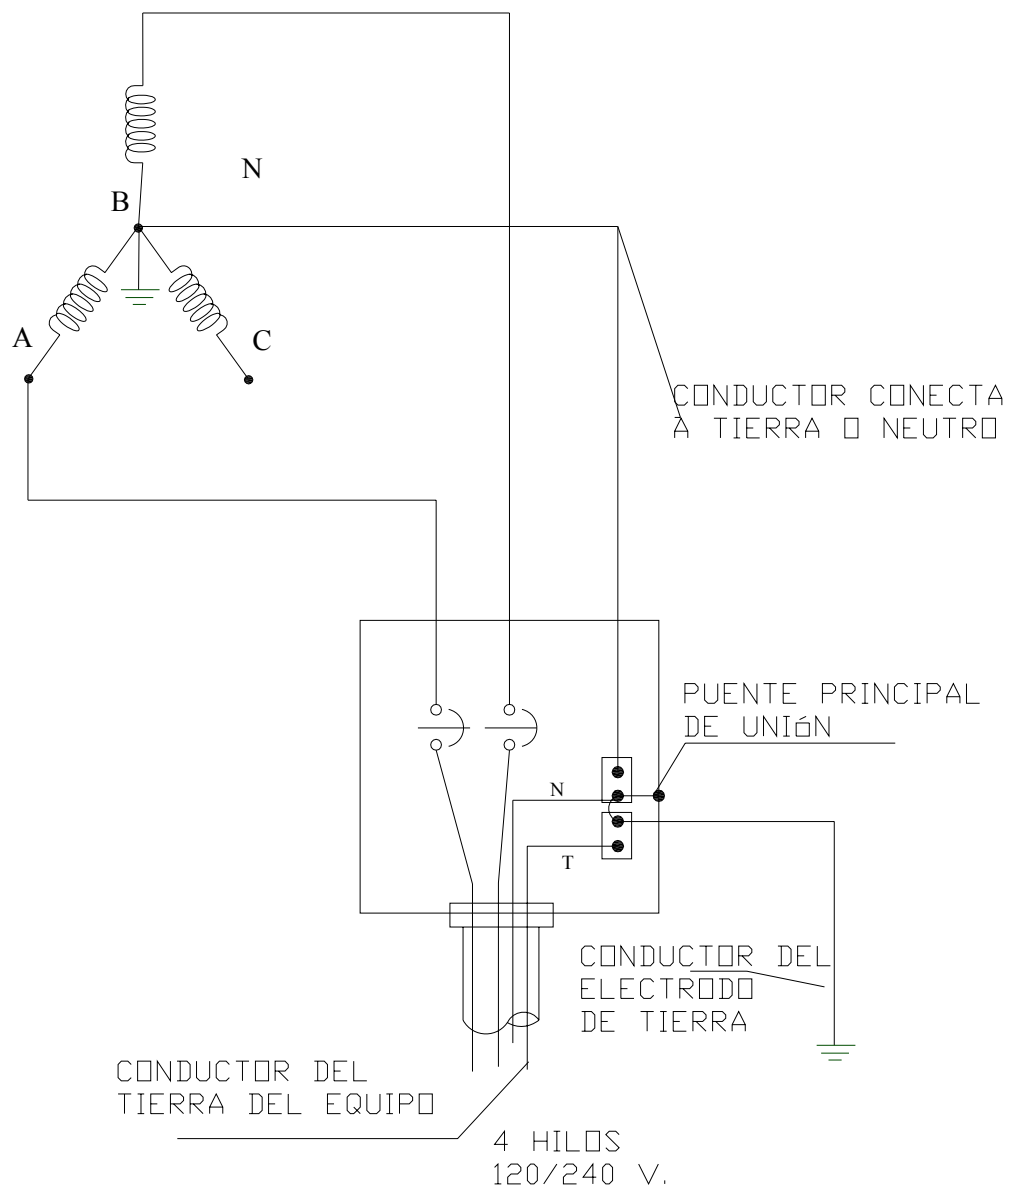 N
B
A
C
CONDUCTOR CONECTA
A TIERRA O NEUTRO
PUENTE PRINCIPAL
DE UNIóN
N
T
CONDUCTOR DEL
ELECTRODO
DE TIERRA
CONDUCTOR DEL
TIERRA DEL EQUIPO
4 HILOS
120/240 V.